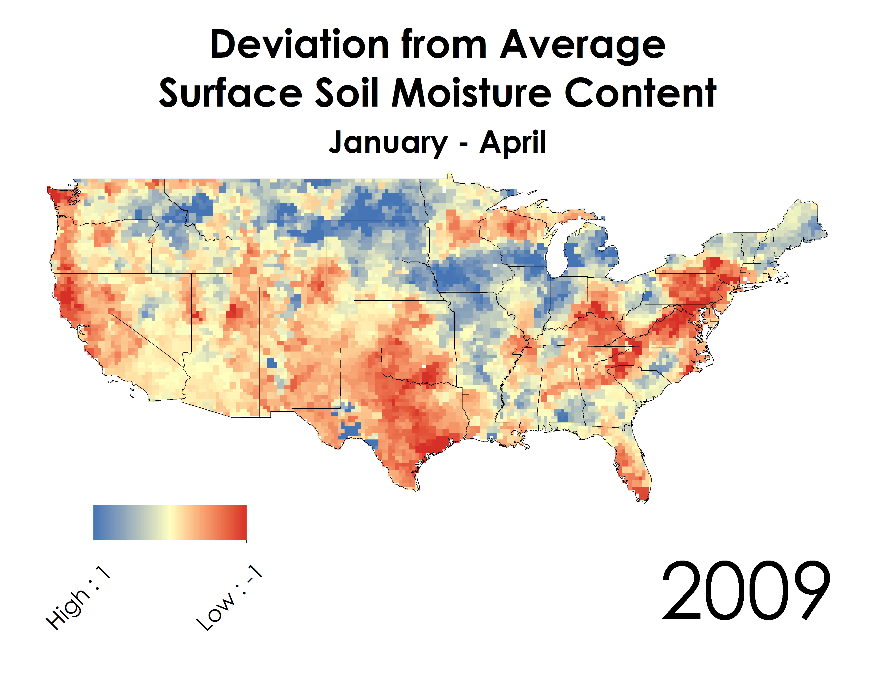 Deviation from Average
Surface Soil Moisture Content
January - April
High : 1
Low : -1
2009